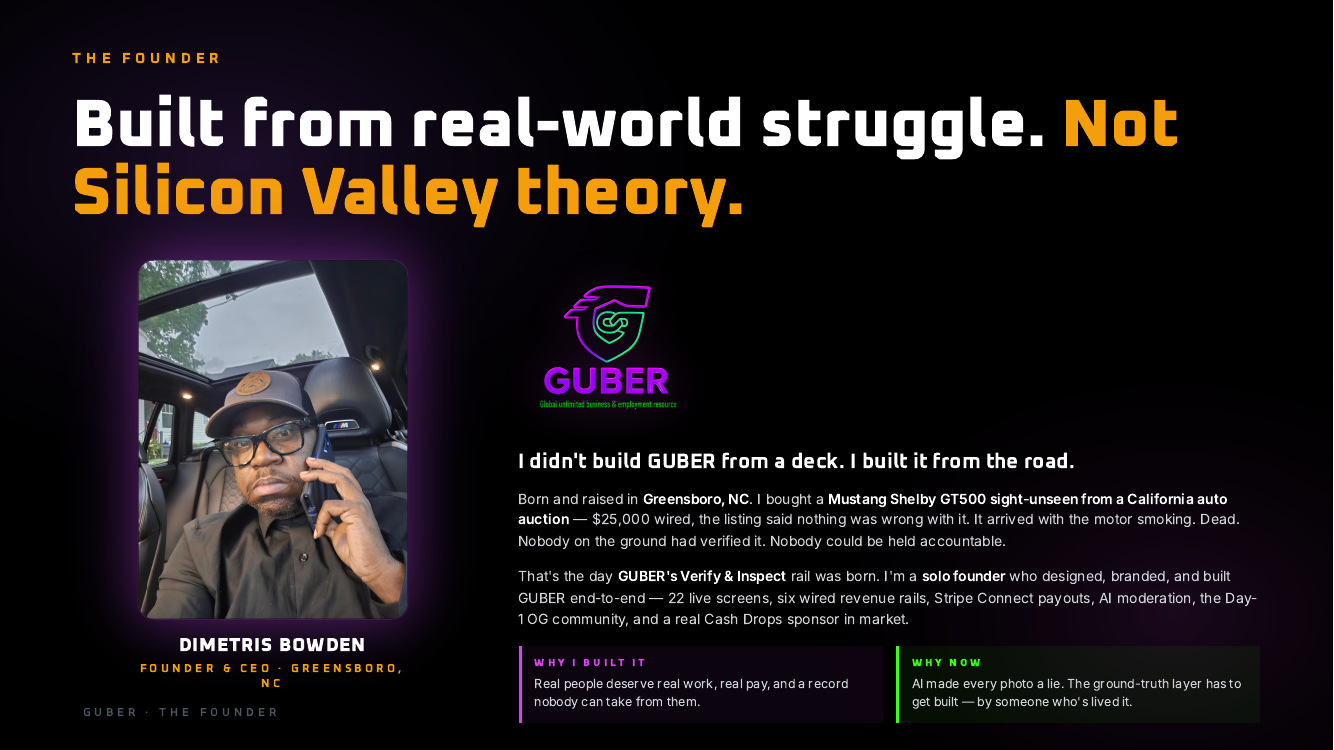 THE FOUNDER
Built from real-world struggle. Not
Silicon Valley theory.
GUBER
Global unlimited business & employment resource
I didn't build GUBER from a deck. I built it from the road.
Born and raised in Greensboro, NC. I bought a Mustang Shelby GT500 sight-unseen from a California auto
auction — $25,000 wired, the listing said nothing was wrong with it. It arrived with the motor smoking. Dead.
Nobody on the ground had verified it. Nobody could be held accountable.
That's the day GUBER's Verify & Inspect rail was born. I'm a solo founder who designed, branded, and built
GUBER end-to-end — 22 live screens, six wired revenue rails, Stripe Connect payouts, AI moderation, the Day-
1 OG community, and a real Cash Drops sponsor in market.
DIMETRIS BOWDEN
FOUNDER & CEO · GREENSBORO,
NC
WHY I BUILT IT
Real people deserve real work, real pay, and a record
nobody can take from them.
WHY NOW
AI made every photo a lie. The ground-truth layer has to
get built — by someone who's lived it.
GUBER · THE FOUNDER